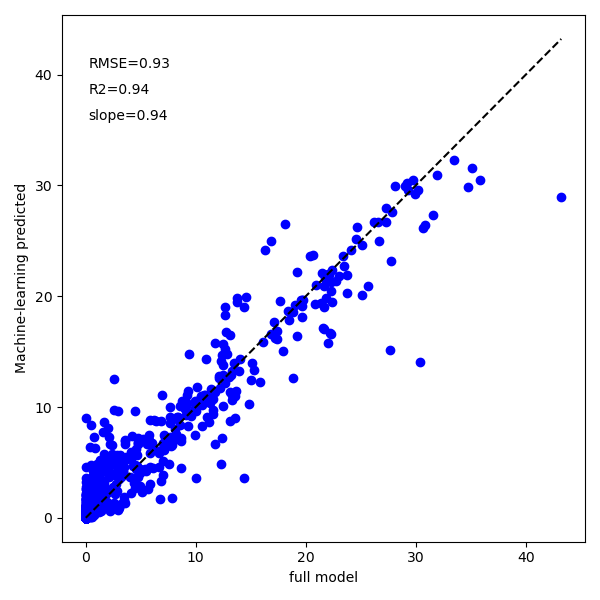 RMSE=0.93
R2=0.94
slope=0.94
Machine-learning predicted
40
30
20
10
0
0 10 20 30 40
full model